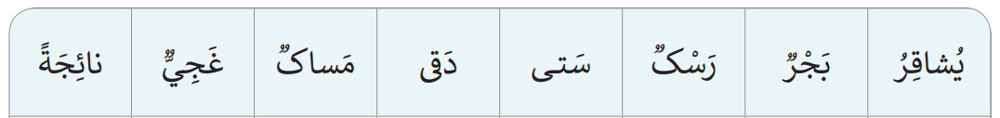 يُشاقِرُ بَجْرٌ رَسْكٌ سَتى دَقى مَساكٌ غَجِيٌّ نائِجَةً